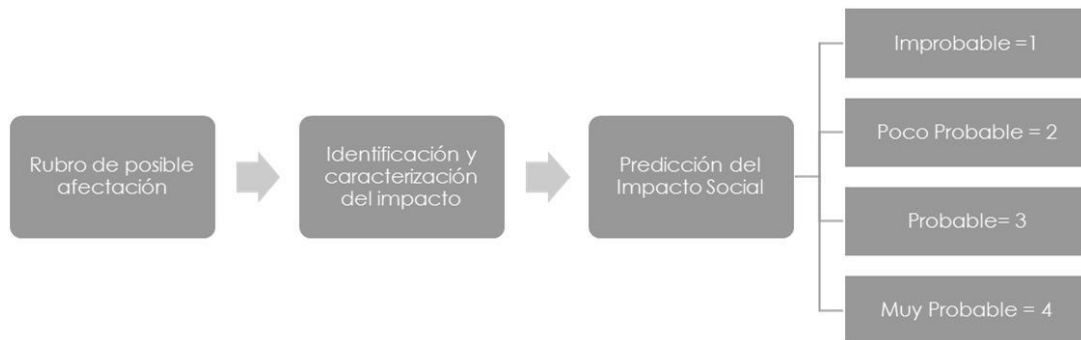 Rubro de posible
afectación
Identificación y
caracterización
del impacto
Predicción del
Impacto Social
Improbable =1
Poco Probable = 2
Probable= 3
Muy Probable = 4